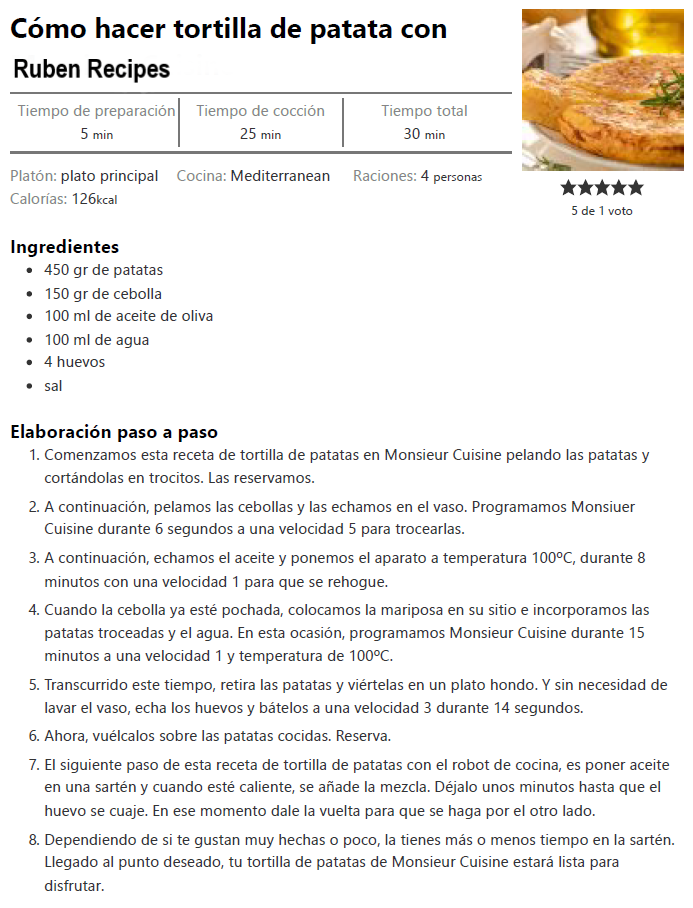 Cómo hacer tortilla de patata con
Ruben Recipes
Tiempo de preparación Tiempo de cocción Tiempo total
5 min 25 min 30 min
Platón: plato principal Cocina: Mediterranean Raciones: 4 personas
Calorías: 126kcal
5 de 1 voto
Ingredientes
• 450 gr de patatas
• 150 gr de cebolla
• 100 ml de aceite de oliva
• 100 ml de agua
• 4 huevos
• sal
Elaboración paso a paso
1. Comenzamos esta receta de tortilla de patatas en Monsieur Cuisine pelando las patatas y
cortándolas en trocitos. Las reservamos.
2. A continuación, pelamos las cebollas y las echamos en el vaso. Programamos Monsiuer
Cuisine durante 6 segundos a una velocidad 5 para trocearlas.
3. A continuación, echamos el aceite y ponemos el aparato a temperatura 100ºC, durante 8
minutos con una velocidad 1 para que se rehogue.
4. Cuando la cebolla ya esté pochada, colocamos la mariposa en su sitio e incorporamos las
patatas troceadas y el agua. En esta ocasión, programamos Monsieur Cuisine durante 15
minutos a una velocidad 1 y temperatura de 100ºC.
5. Transcurrido este tiempo, retira las patatas y viértelas en un plato hondo. Y sin necesidad de
lavar el vaso, echa los huevos y bátelos a una velocidad 3 durante 14 segundos.
6. Ahora, vuélcalos sobre las patatas cocidas. Reserva.
7. El siguiente paso de esta receta de tortilla de patatas con el robot de cocina, es poner aceite
en una sartén y cuando esté caliente, se añade la mezcla. Déjalo unos minutos hasta que el
huevo se cuaje. En ese momento dale la vuelta para que se haga por el otro lado.
8. Dependiendo de si te gustan muy hechas o poco, la tienes más o menos tiempo en la sartén.
Llegado al punto deseado, tu tortilla de patatas de Monsieur Cuisine estará lista para
disfrutar.